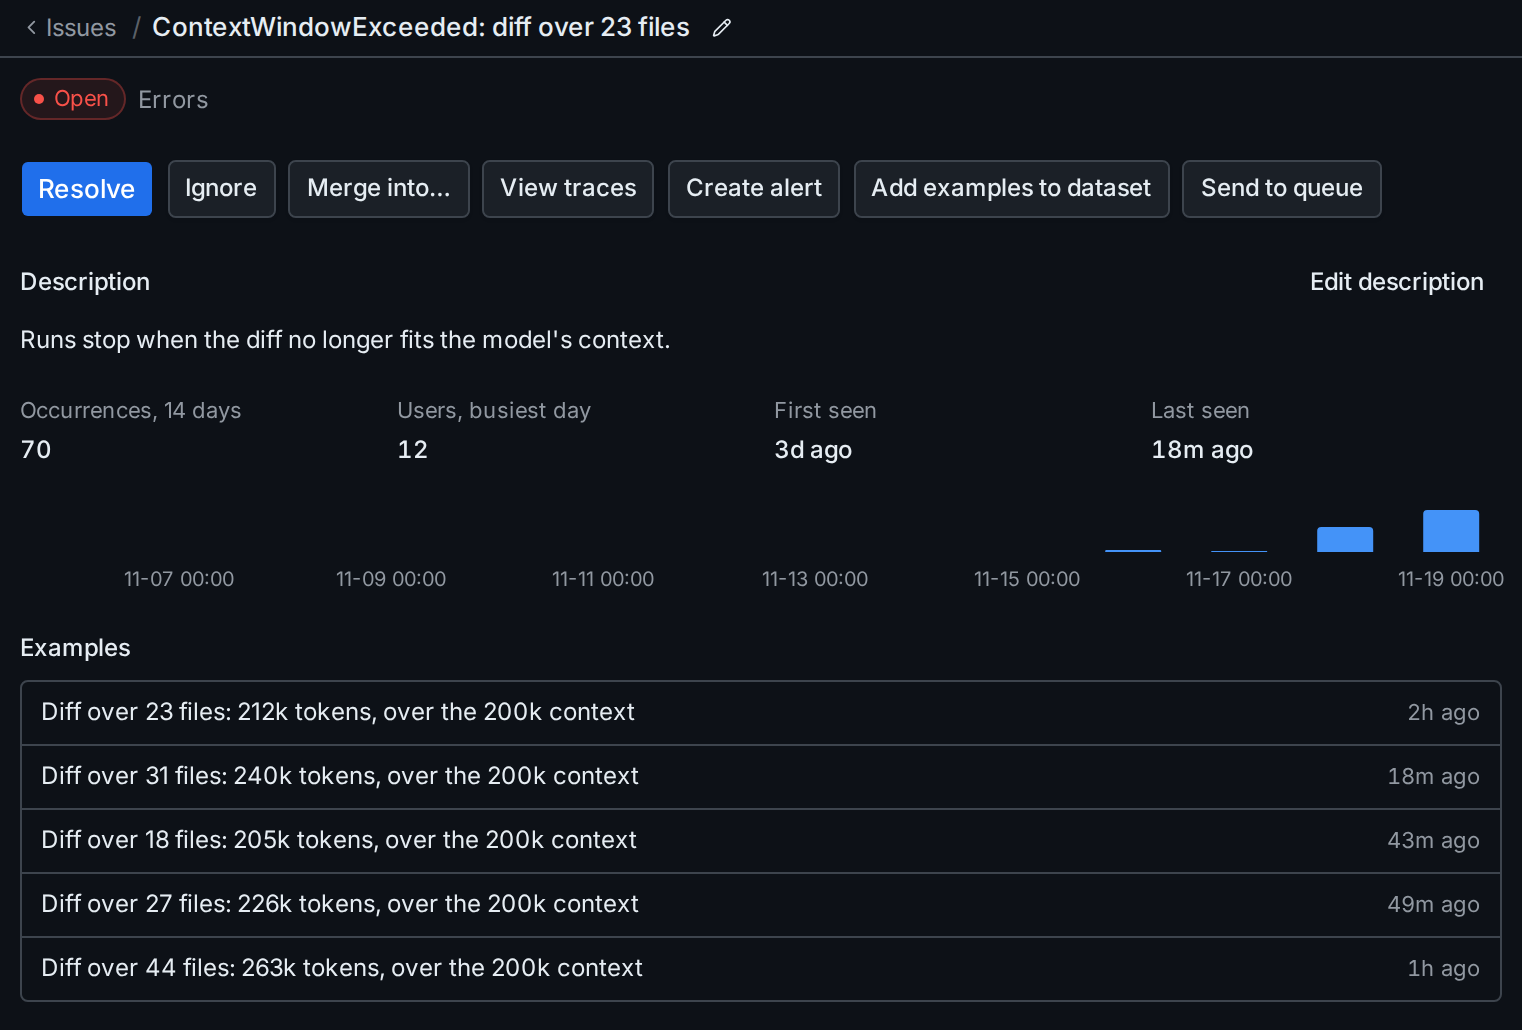 Issues / ContextWindowExceeded: diff over 23 files
Open Errors
Resolve Ignore Merge into... View traces Create alert Add examples to dataset Send to queue
Description Edit description
Runs stop when the diff no longer fits the model's context.
Occurrences, 14 days Users, busiest day First seen Last seen
70 12 3d ago 18m ago
11-07 00:00 11-09 00:00 11-11 00:00 11-13 00:00 11-15 00:00 11-17 00:00 11-19 00:00
Examples
Diff over 23 files: 212k tokens, over the 200k context 2h ago
Diff over 31 files: 240k tokens, over the 200k context 18m ago
Diff over 18 files: 205k tokens, over the 200k context 43m ago
Diff over 27 files: 226k tokens, over the 200k context 49m ago
Diff over 44 files: 263k tokens, over the 200k context 1h ago